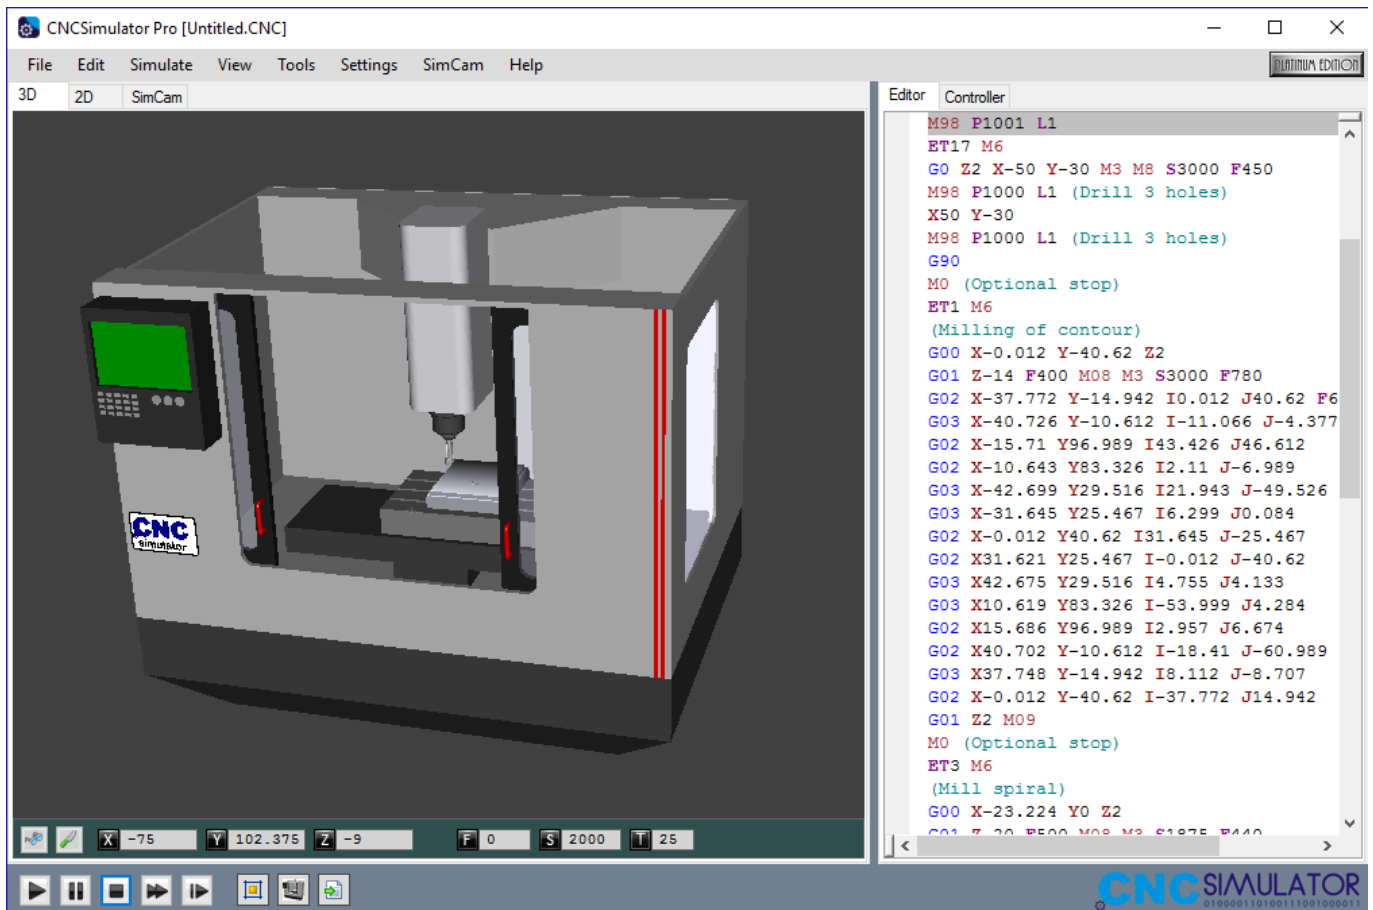 CNCSimulator Pro [Untitled.CNC]
File Edit Simulate View Tools Settings SimCam Help
PLATINUM EDITION
3D 2D SimCam
Editor Controller
M98 P1001 L1
ET17 M6
G0 Z2 X-50 Y-30 M3 M8 S3000 F450
M98 P1000 L1 (Drill 3 holes)
X50 Y-30
M98 P1000 L1 (Drill 3 holes)
G90
M0 (Optional stop)
ET1 M6
(Milling of contour)
G00 X-0.012 Y-40.62 Z2
G01 Z-14 F400 M08 M3 S3000 F780
G02 X-37.772 Y-14.942 I0.012 J40.62 F6
G03 X-40.726 Y-10.612 I-11.066 J-4.377
G02 X-15.71 Y96.989 I43.426 J46.612
G02 X-10.643 Y83.326 I2.11 J-6.989
G03 X-42.699 Y29.516 I21.943 J-49.526
G03 X-31.645 Y25.467 I6.299 J0.084
G02 X-0.012 Y40.62 I31.645 J-25.467
G02 X31.621 Y25.467 I-0.012 J-40.62
G03 X42.675 Y29.516 I4.755 J4.133
G03 X10.619 Y83.326 I-53.999 J4.284
G02 X15.686 Y96.989 I2.957 J6.674
G02 X40.702 Y-10.612 I-18.41 J-60.989
G03 X37.748 Y-14.942 I8.112 J-8.707
G02 X-0.012 Y-40.62 I-37.772 J14.942
G01 Z2 M09
M0 (Optional stop)
ET3 M6
(Mill spiral)
G00 X-23.224 Y0 Z2
G01 Z-20 F500 M08 M3 S1875 F440
CNC
simulator
X -75 Y 102.375 Z -9 F 0 S 2000 T 25
CNC SIMULATOR